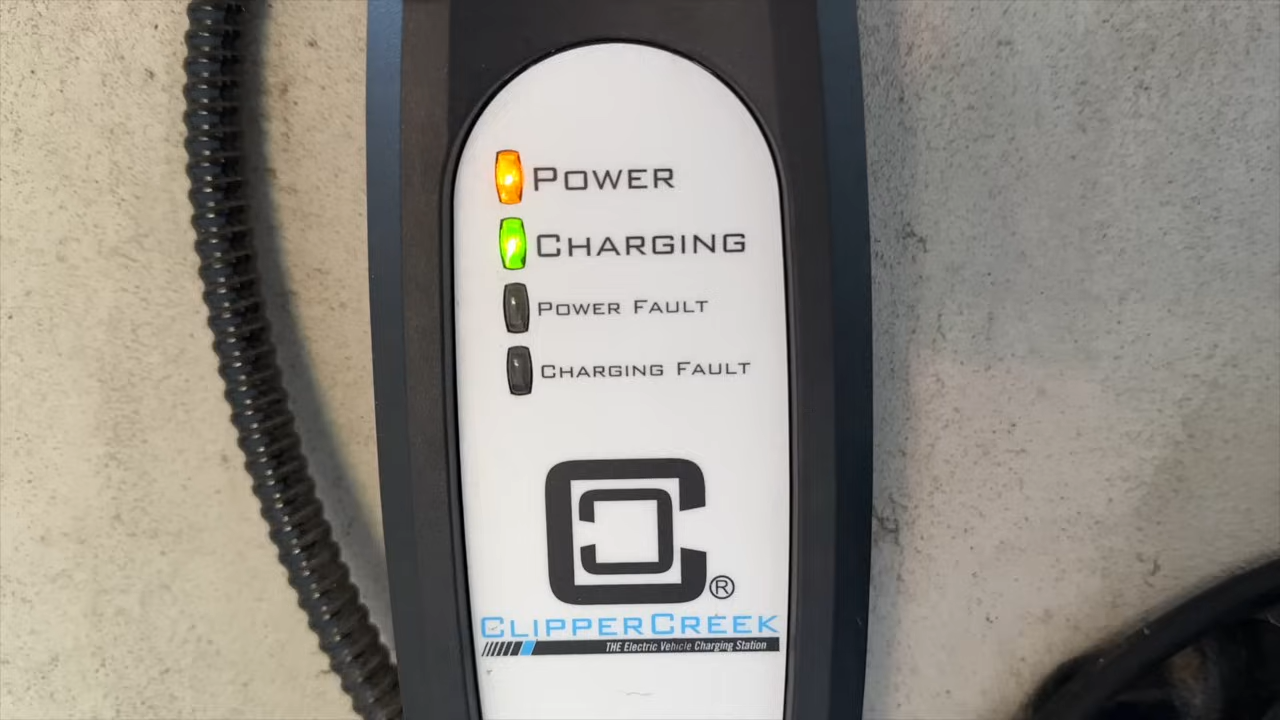 POWER
CHARGING
POWER FAULT
CHARGING FAULT
®
CLIPPERCREEK
THE Electric Vehicle Charging Station